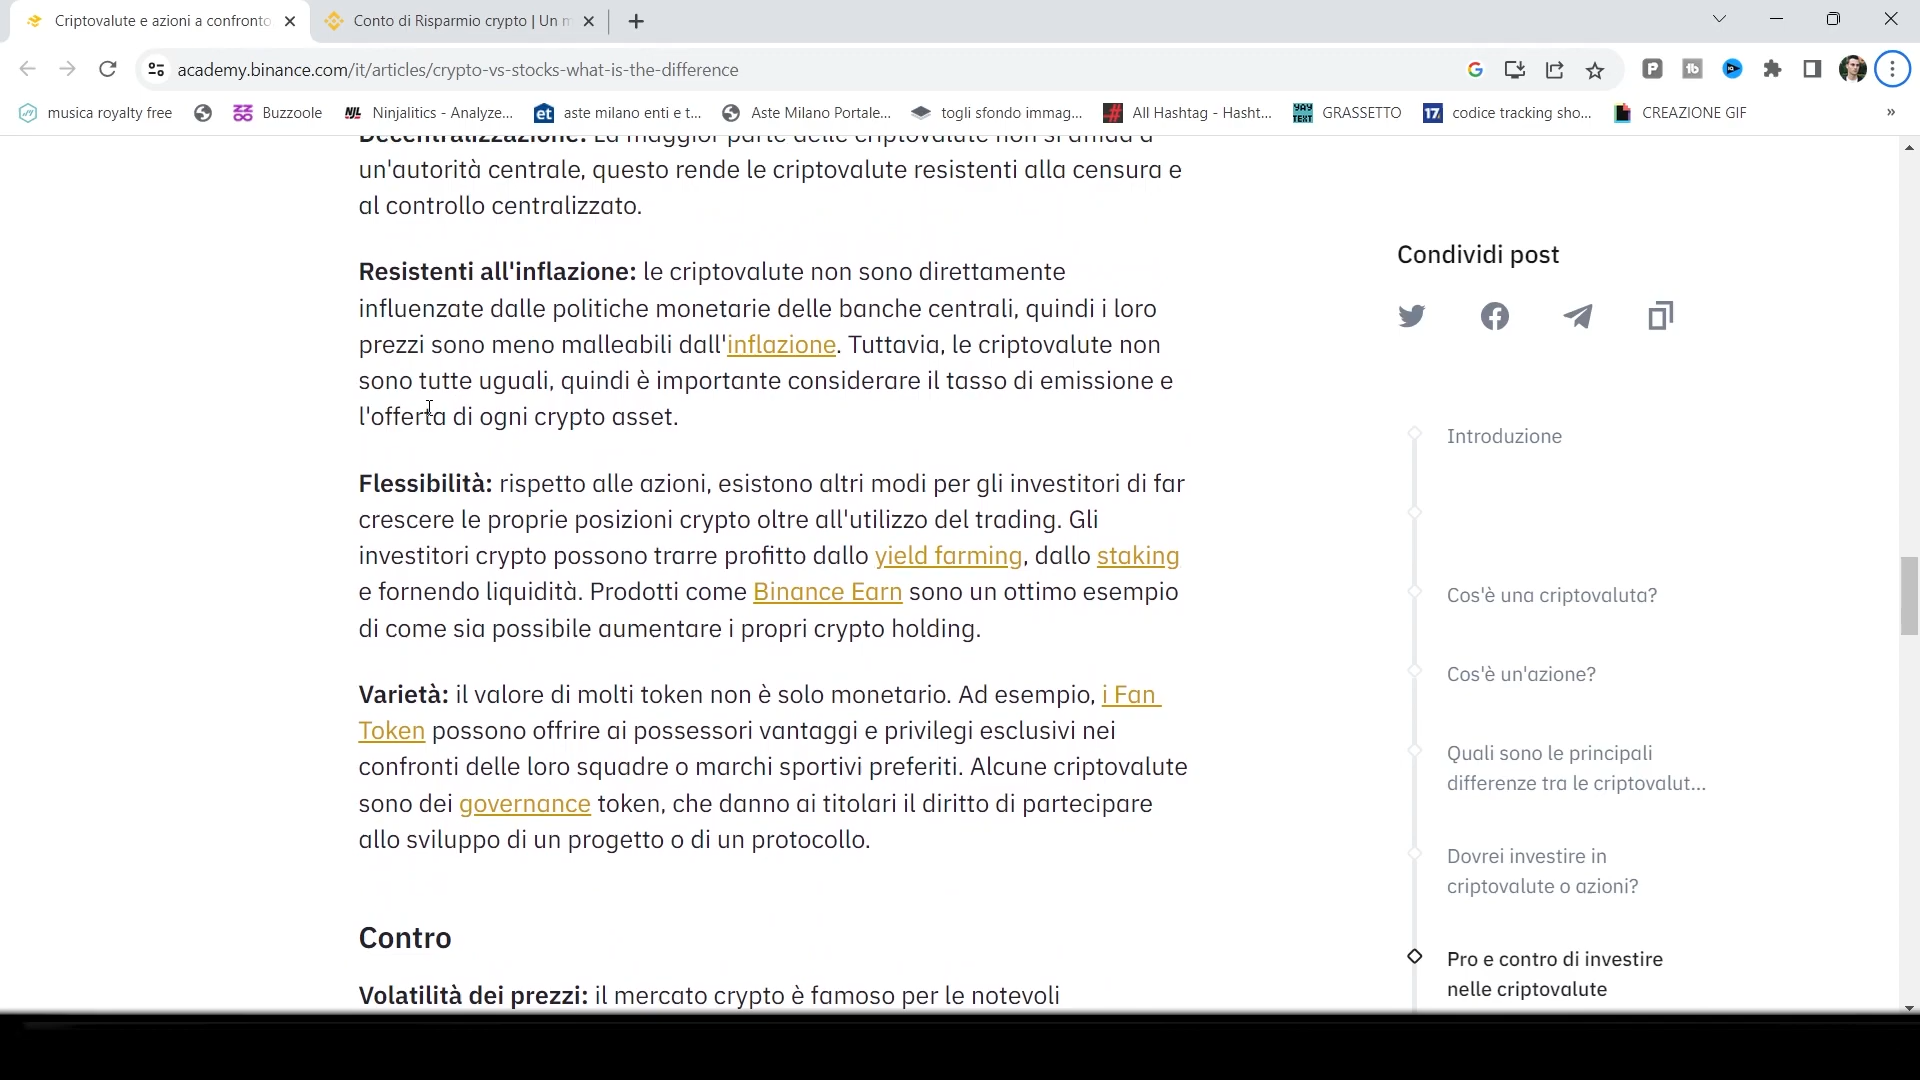 Criptovalute e azioni a confronto
Conto di Risparmio crypto | Un m
academy.binance.com/it/articles/crypto-vs-stocks-what-is-the-difference
musica royalty free
Buzzoole
Ninjalitics - Analyze...
aste milano enti e t...
Aste Milano Portale...
togli sfondo immag...
All Hashtag - Hasht...
GRASSETTO
codice tracking sho...
CREAZIONE GIF
»
Decentralizzazione: La maggior parte delle criptovalute non si affida a
un'autorità centrale, questo rende le criptovalute resistenti alla censura e
al controllo centralizzato.
Resistenti all'inflazione: le criptovalute non sono direttamente
influenzate dalle politiche monetarie delle banche centrali, quindi i loro
prezzi sono meno malleabili dall'inflazione. Tuttavia, le criptovalute non
sono tutte uguali, quindi è importante considerare il tasso di emissione e
l'offerta di ogni crypto asset.
Flessibilità: rispetto alle azioni, esistono altri modi per gli investitori di far
crescere le proprie posizioni crypto oltre all'utilizzo del trading. Gli
investitori crypto possono trarre profitto dallo yield farming, dallo staking
e fornendo liquidità. Prodotti come Binance Earn sono un ottimo esempio
di come sia possibile aumentare i propri crypto holding.
Varietà: il valore di molti token non è solo monetario. Ad esempio, i Fan
Token possono offrire ai possessori vantaggi e privilegi esclusivi nei
confronti delle loro squadre o marchi sportivi preferiti. Alcune criptovalute
sono dei governance token, che danno ai titolari il diritto di partecipare
allo sviluppo di un progetto o di un protocollo.
Contro
Volatilità dei prezzi: il mercato crypto è famoso per le notevoli
Condividi post
Introduzione
Cos'è una criptovaluta?
Cos'è un'azione?
Quali sono le principali
differenze tra le criptovalut...
Dovrei investire in
criptovalute o azioni?
Pro e contro di investire
nelle criptovalute